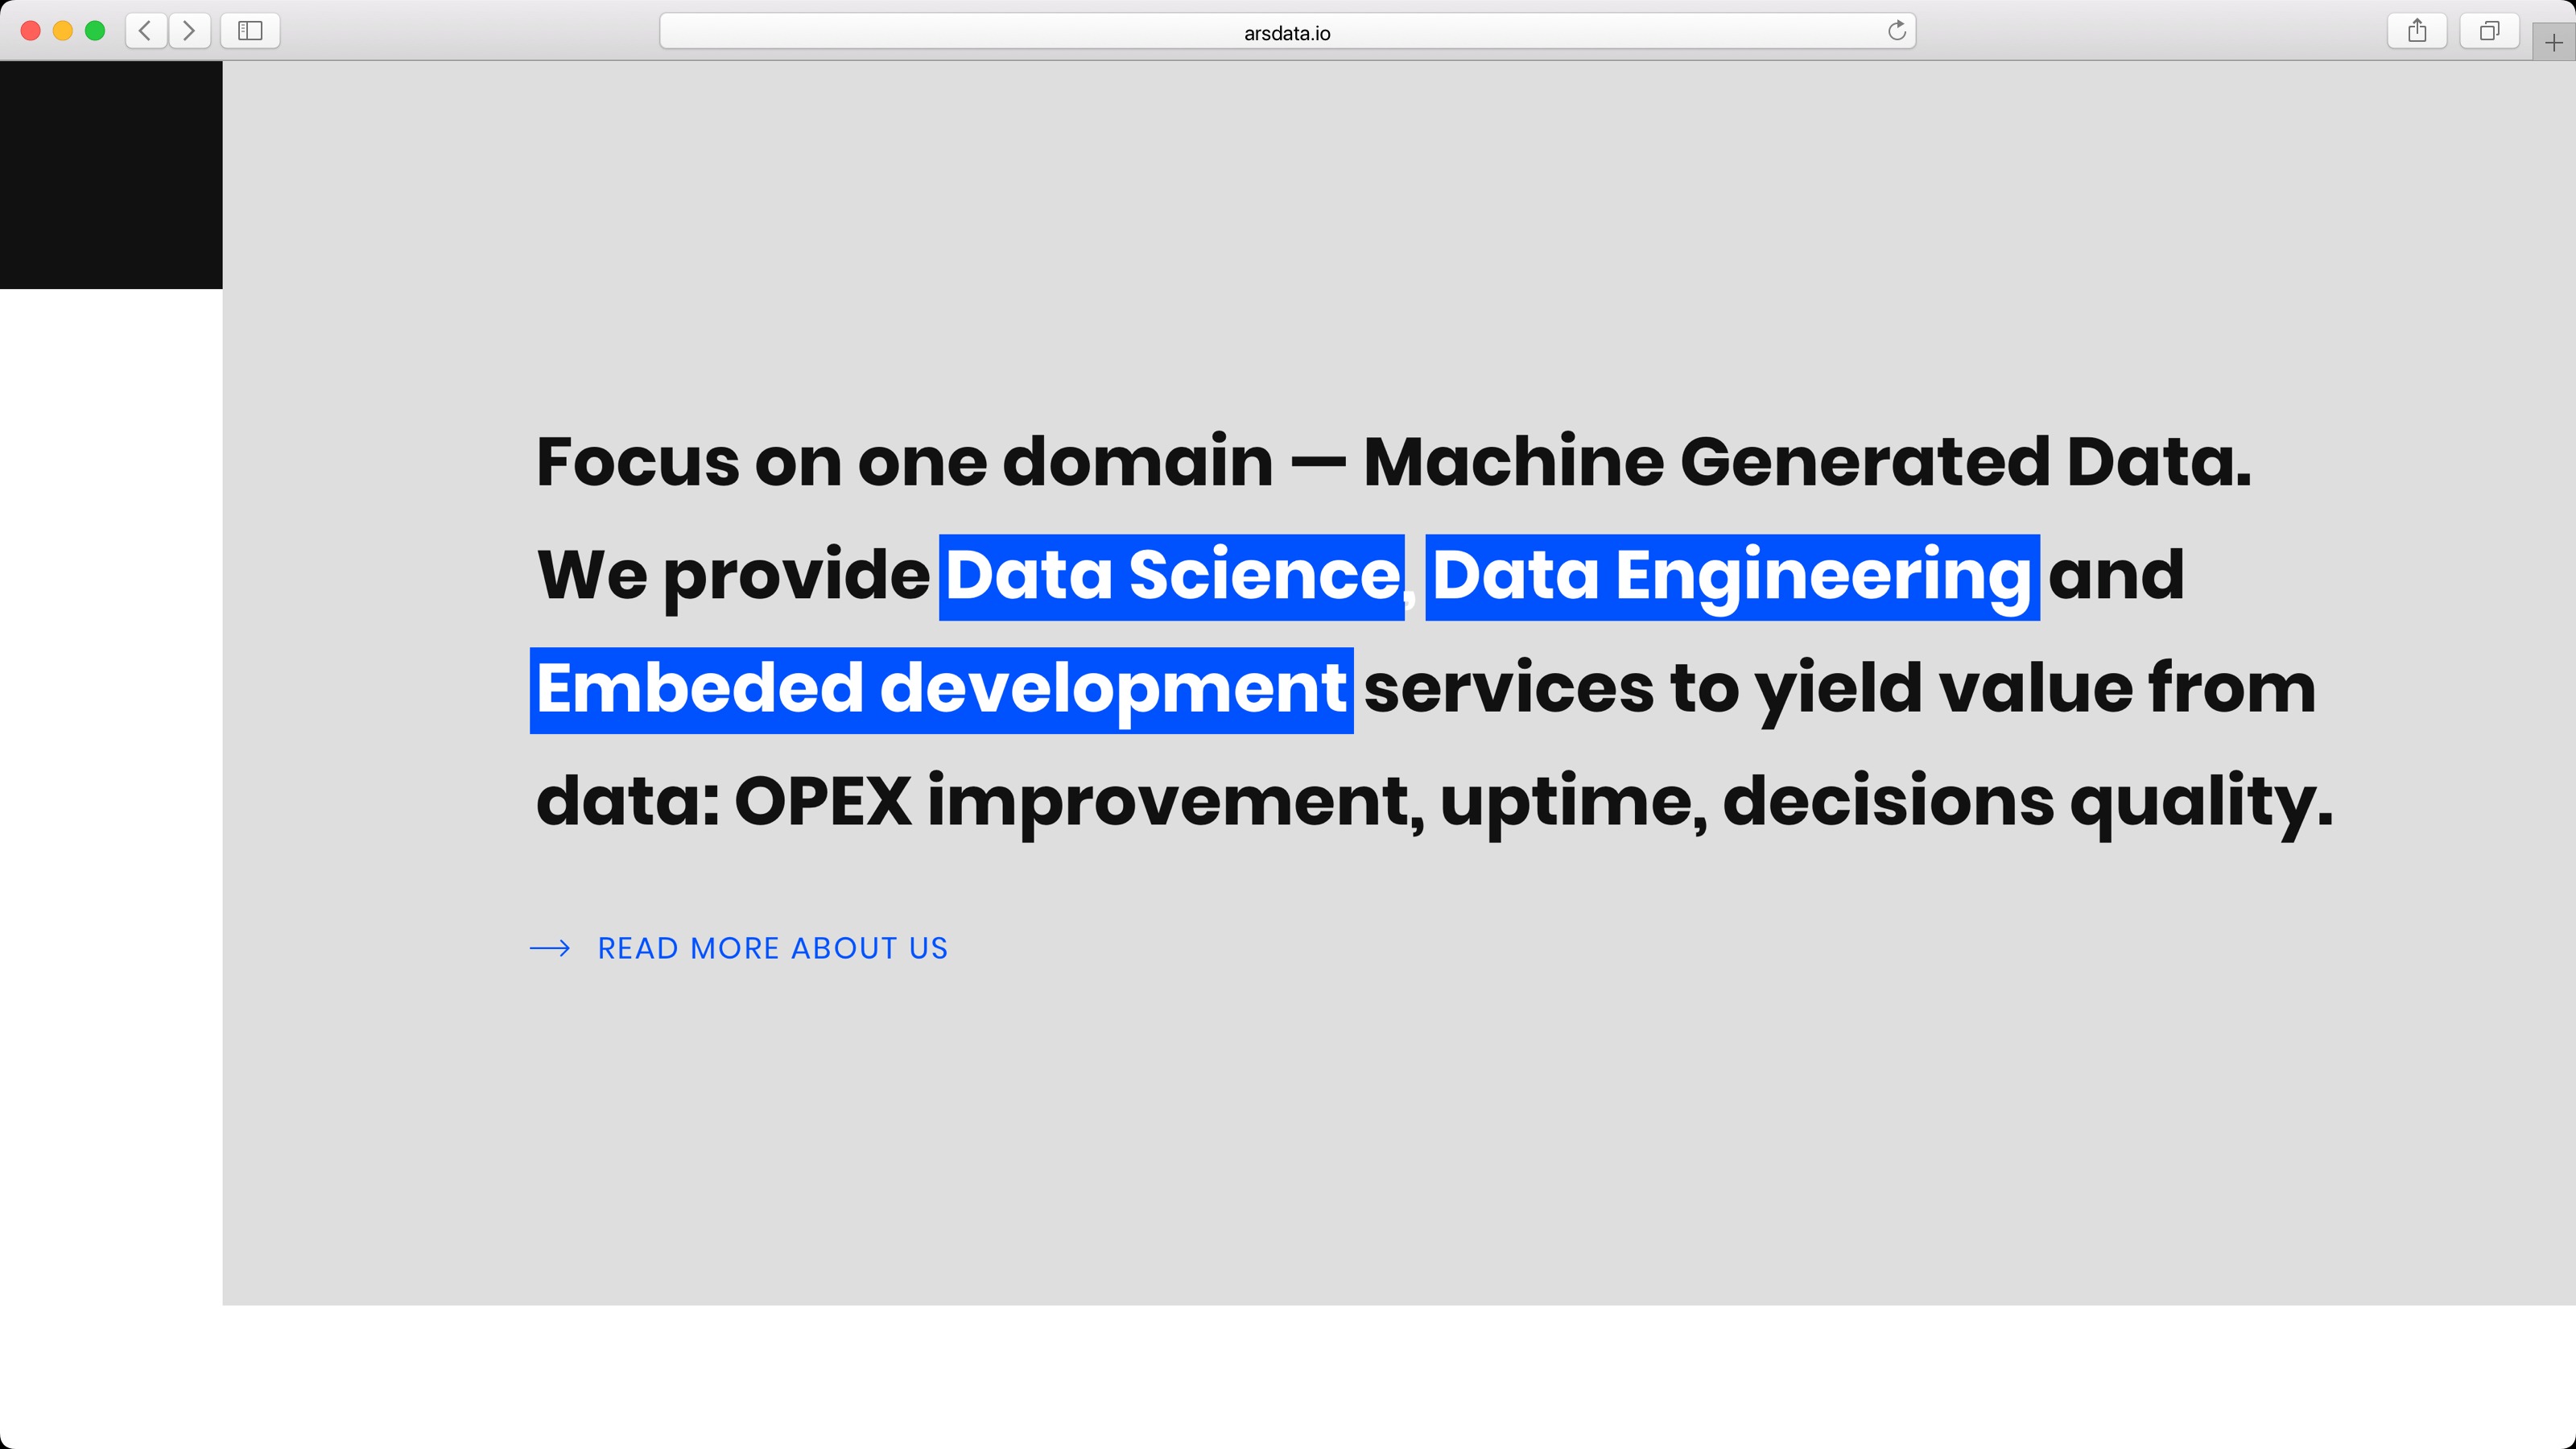 arsdata.io
Focus on one domain — Machine Generated Data.
We provide Data Science, Data Engineering and
Embeded development services to yield value from
data: OPEX improvement, uptime, decisions quality.
READ MORE ABOUT US